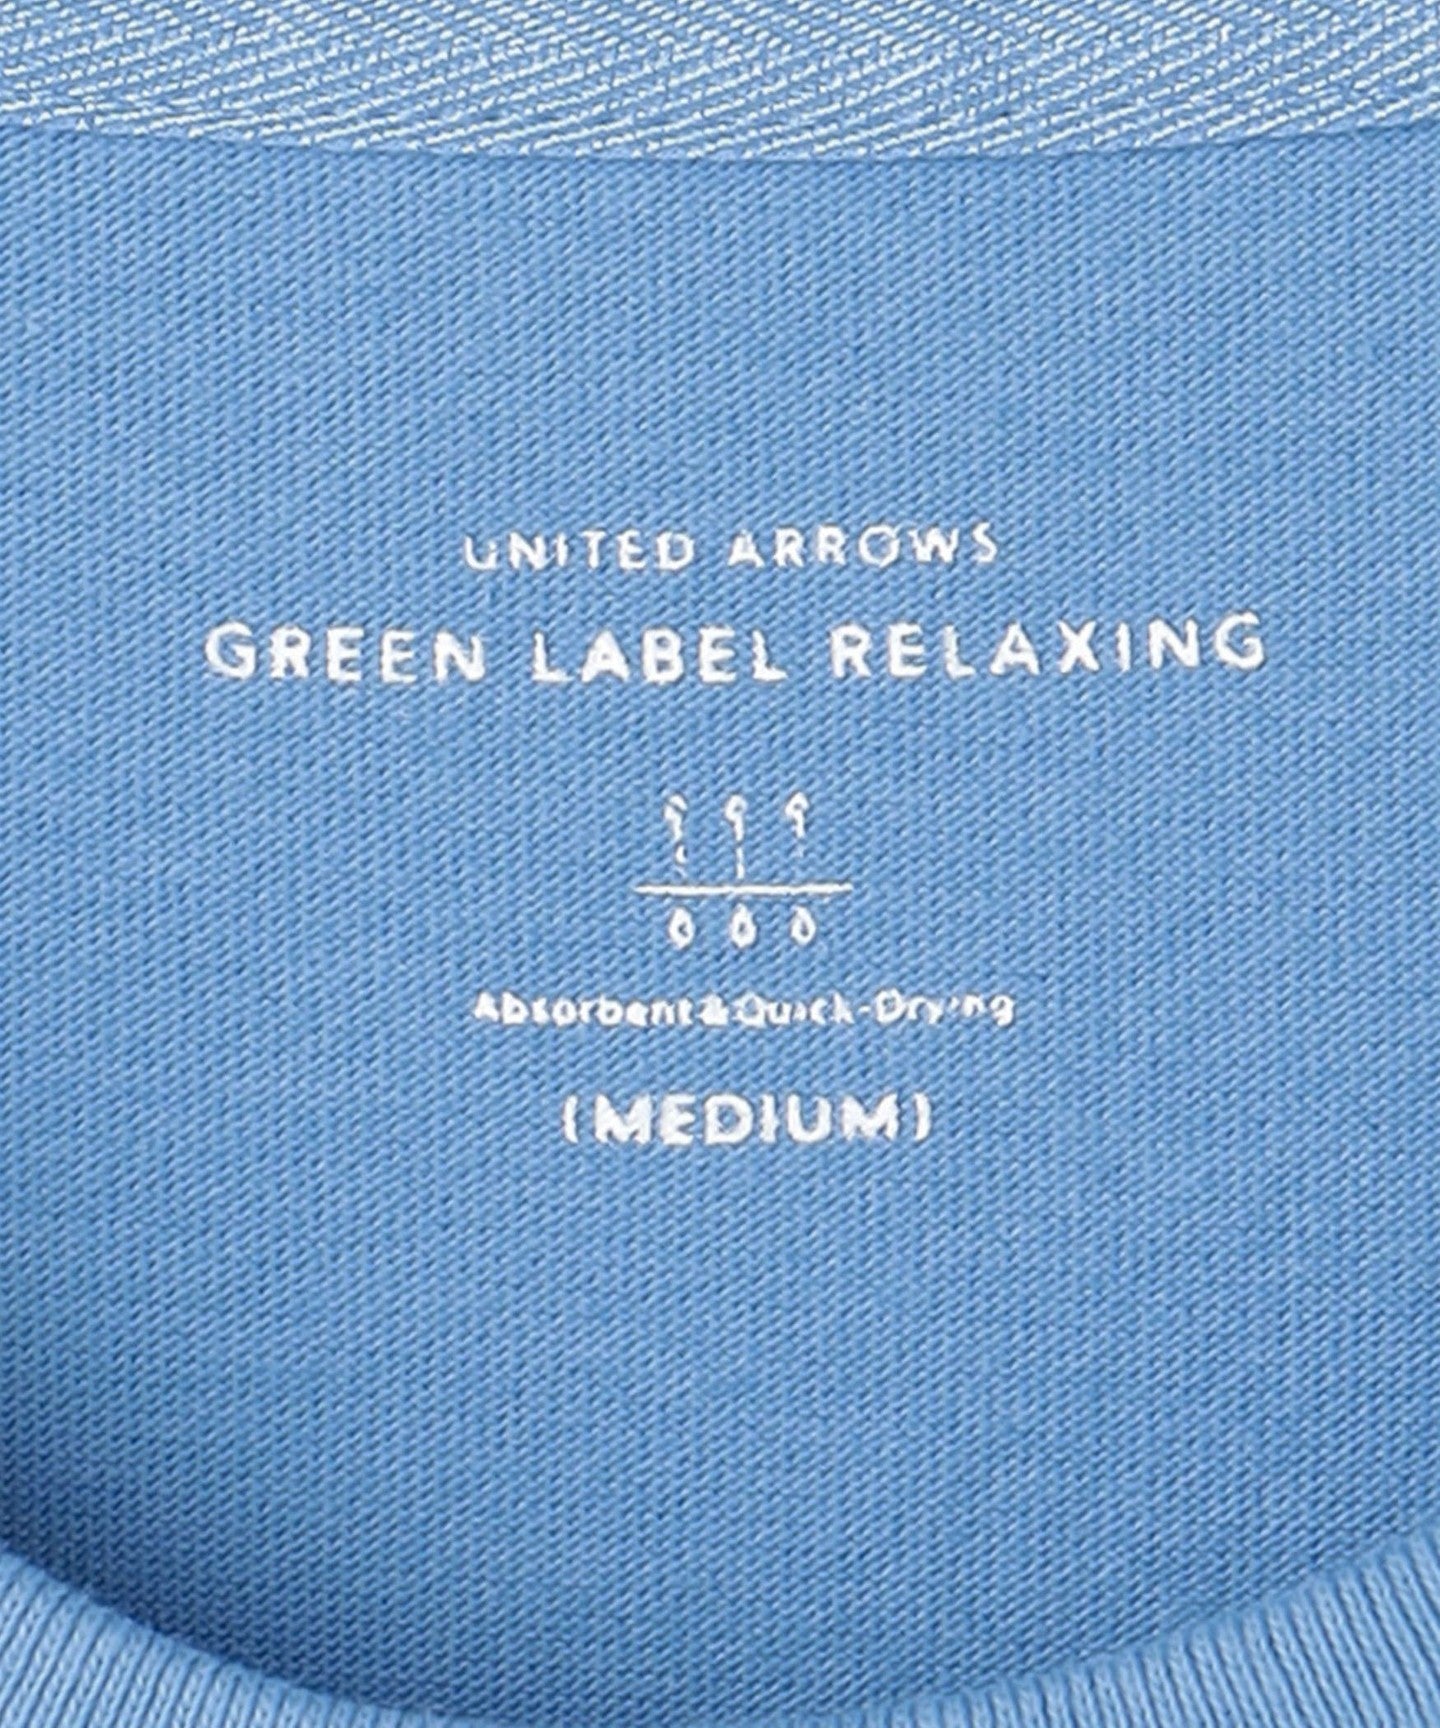 UNITED ARROWS
GREEN LABEL RELAXING
Absorbent&Quick-Drying
(MEDIUM)